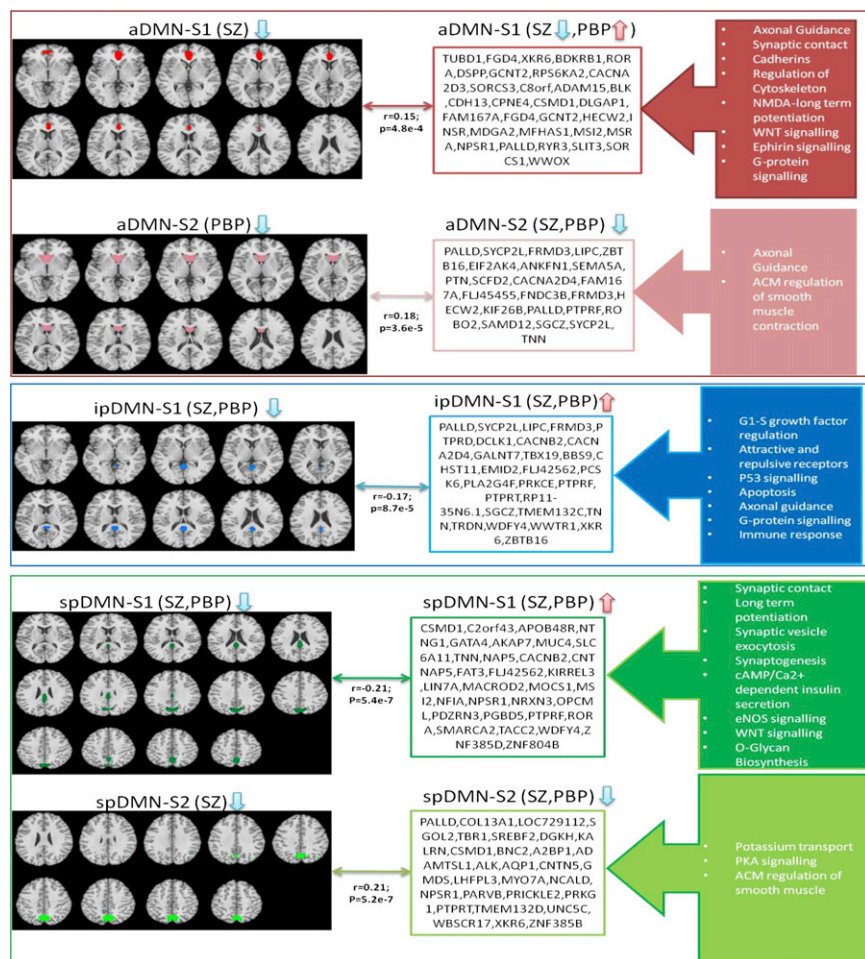 aDMN-S1 (SZ)
aDMN-S1 (SZ ,PBP )
TUBD1,FGD4,XKR6,BDKRB1,ROR
A,DSPP,GCNT2,RPS6KA2,CACNA
2D3,SORCS3,C8orf,ADAM15,BLK
,CDH13,CPNE4,CSMD1,DLGAP1,
FAM167A,FGD4,GCNT2,HECW2,I
NSR,MDGA2,MFHAS1,MSI2,MSR
A,NPSR1,PALLD,RYR3,SLIT3,SOR
CS1,WWOX
r=0.15;
p=4.8e-4
• Axonal Guidance
• Synaptic contact
• Cadherins
• Regulation of
Cytoskeleton
• NMDA-long term
potentiation
• WNT signalling
• Ephirin signalling
• G-protein
signalling
aDMN-S2 (PBP)
aDMN-S2 (SZ,PBP)
PALLD,SYCP2L,FRMD3,LIPC,ZBT
B16,EIF2AK4,ANKFN1,SEMA5A,
PTN,SCFD2,CACNA2D4,FAM16
7A,FLJ45455,FNDC3B,FRMD3,H
ECW2,KIF26B,PALLD,PTPRF,RO
BO2,SAMD12,SGCZ,SYCP2L,
TNN
r=0.18;
p=3.6e-5
• Axonal
Guidance
• ACM regulation
of smooth
muscle
contraction
ipDMN-S1 (SZ,PBP)
ipDMN-S1 (SZ,PBP)
PALLD,SYCP2L,LIPC,FRMD3,P
TPRD,DCLK1,CACNB2,CACN
A2D4,GALNT7,TBX19,BBS9,C
HST11,EMID2,FLJ42562,PCS
K6,PLA2G4F,PRKCE,PTPRF,
PTPRT,RP11-
35N6.1,SGCZ,TMEM132C,TN
N,TRDN,WDFY4,WWTR1,XKR
6,ZBTB16
r=-0.17;
p=8.7e-5
• G1-S growth factor
regulation
• Attractive and
repulsive receptors
• P53 signalling
• Apoptosis
• Axonal guidance
• G-protein signalling
• Immune response
spDMN-S1 (SZ,PBP)
spDMN-S1 (SZ,PBP)
CSMD1,C2orf43,APOB48R,NT
NG1,GATA4,AKAP7,MUC4,SLC
6A11,TNN,NAP5,CACNB2,CNT
NAP5,FAT3,FLJ42562,KIRREL3
,LIN7A,MACROD2,MOCS1,MS
I2,NFIA,NPSR1,NRXN3,OPCM
L,PDZRN3,PGBD5,PTPRF,ROR
A,SMARCA2,TACC2,WDFY4,Z
NF385D,ZNF804B
r=-0.21;
P=5.4e-7
• Synaptic contact
• Long term
potentiation
• Synaptic vesicle
exocytosis
• Synaptogenesis
• cAMP/Ca2+
dependent insulin
secretion
• eNOS signalling
• WNT signalling
• O-Glycan
Biosynthesis
spDMN-S2 (SZ)
spDMN-S2 (SZ,PBP)
PALLD,COL13A1,LOC729112,S
GOL2,TBR1,SREBF2,DGKH,KA
LRN,CSMD1,BNC2,A2BP1,AD
AMTSL1,ALK,AQP1,CNTN5,G
MDS,LHFPL3,MYO7A,NCALD,
NPSR1,PARVB,PRICKLE2,PRKG
1,PTPRT,TMEM132D,UNC5C,
WBSCR17,XKR6,ZNF385B
r=0.21;
P=5.2e-7
• Potassium transport
• PKA signalling
• ACM regulation of
smooth muscle